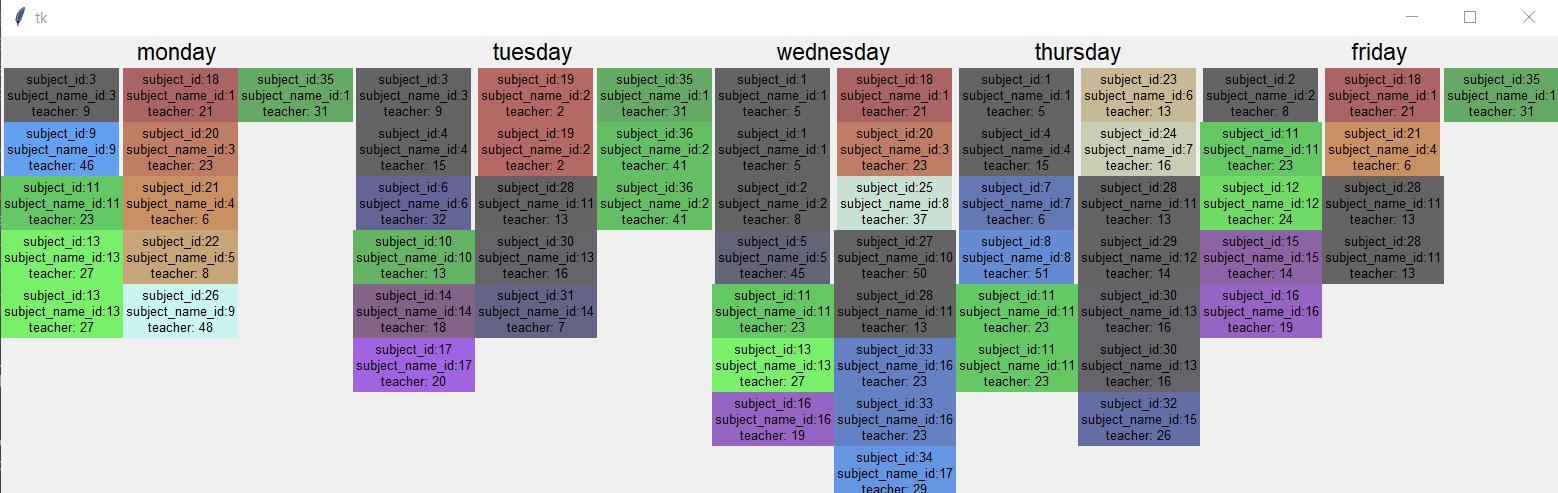 tk
monday
tuesday
wednesday
thursday
friday
subject_id:3
subject_name_id:3
teacher: 9
subject_id:9
subject_name_id:9
teacher: 46
subject_id:11
subject_name_id:11
teacher: 23
subject_id:13
subject_name_id:13
teacher: 27
subject_id:13
subject_name_id:13
teacher: 27
subject_id:18
subject_name_id:1
teacher: 21
subject_id:20
subject_name_id:3
teacher: 23
subject_id:21
subject_name_id:4
teacher: 6
subject_id:22
subject_name_id:5
teacher: 8
subject_id:26
subject_name_id:9
teacher: 48
subject_id:35
subject_name_id:1
teacher: 31
subject_id:3
subject_name_id:3
teacher: 9
subject_id:4
subject_name_id:4
teacher: 15
subject_id:6
subject_name_id:6
teacher: 32
subject_id:10
subject_name_id:10
teacher: 13
subject_id:14
subject_name_id:14
teacher: 18
subject_id:17
subject_name_id:17
teacher: 20
subject_id:19
subject_name_id:2
teacher: 2
subject_id:19
subject_name_id:2
teacher: 2
subject_id:28
subject_name_id:11
teacher: 13
subject_id:30
subject_name_id:13
teacher: 16
subject_id:31
subject_name_id:14
teacher: 7
subject_id:35
subject_name_id:1
teacher: 31
subject_id:36
subject_name_id:2
teacher: 41
subject_id:36
subject_name_id:2
teacher: 41
subject_id:1
subject_name_id:1
teacher: 5
subject_id:1
subject_name_id:1
teacher: 5
subject_id:2
subject_name_id:2
teacher: 8
subject_id:5
subject_name_id:5
teacher: 45
subject_id:11
subject_name_id:11
teacher: 23
subject_id:13
subject_name_id:13
teacher: 27
subject_id:16
subject_name_id:16
teacher: 19
subject_id:18
subject_name_id:1
teacher: 21
subject_id:20
subject_name_id:3
teacher: 23
subject_id:25
subject_name_id:8
teacher: 37
subject_id:27
subject_name_id:10
teacher: 50
subject_id:28
subject_name_id:11
teacher: 13
subject_id:33
subject_name_id:16
teacher: 23
subject_id:33
subject_name_id:16
teacher: 23
subject_id:34
subject_name_id:17
teacher: 29
subject_id:1
subject_name_id:1
teacher: 5
subject_id:4
subject_name_id:4
teacher: 15
subject_id:7
subject_name_id:7
teacher: 6
subject_id:8
subject_name_id:8
teacher: 51
subject_id:11
subject_name_id:11
teacher: 23
subject_id:11
subject_name_id:11
teacher: 23
subject_id:23
subject_name_id:6
teacher: 13
subject_id:24
subject_name_id:7
teacher: 16
subject_id:28
subject_name_id:11
teacher: 13
subject_id:29
subject_name_id:12
teacher: 14
subject_id:30
subject_name_id:13
teacher: 16
subject_id:30
subject_name_id:13
teacher: 16
subject_id:32
subject_name_id:15
teacher: 26
subject_id:2
subject_name_id:2
teacher: 8
subject_id:11
subject_name_id:11
teacher: 23
subject_id:12
subject_name_id:12
teacher: 24
subject_id:15
subject_name_id:15
teacher: 14
subject_id:16
subject_name_id:16
teacher: 19
subject_id:18
subject_name_id:1
teacher: 21
subject_id:21
subject_name_id:4
teacher: 6
subject_id:28
subject_name_id:11
teacher: 13
subject_id:28
subject_name_id:11
teacher: 13
subject_id:35
subject_name_id:1
teacher: 31